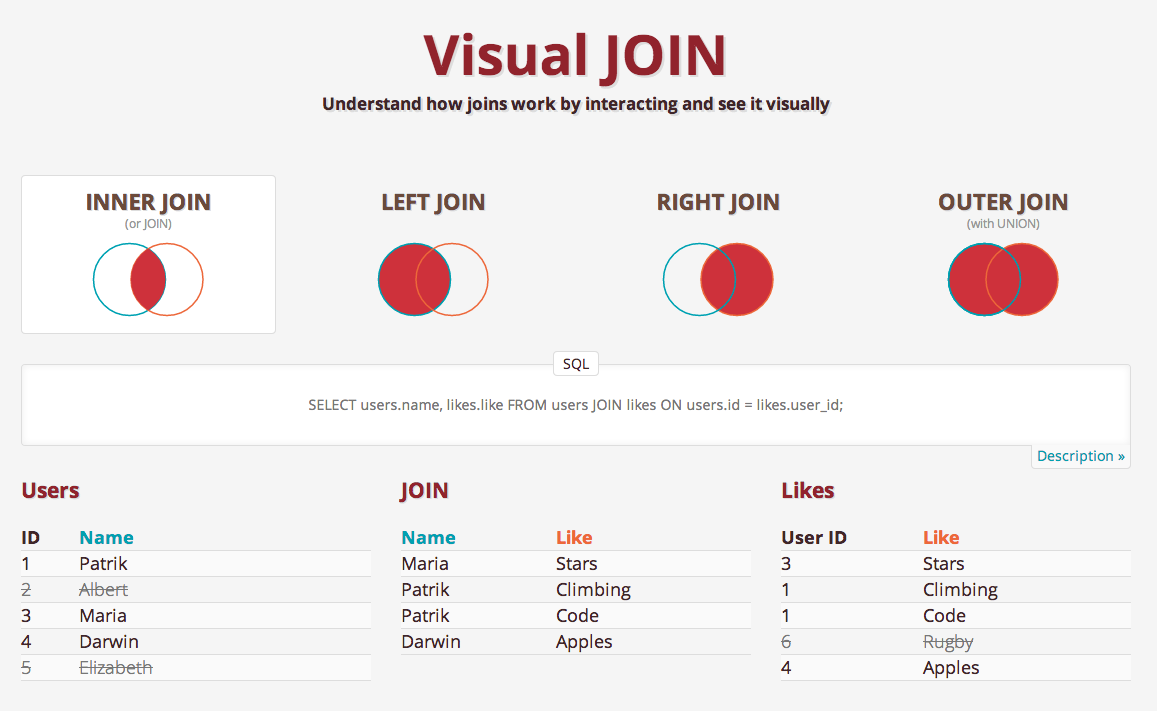 Visual JOIN
Understand how joins work by interacting and see it visually
INNER JOIN
(or JOIN)
LEFT JOIN
RIGHT JOIN
OUTER JOIN
(with UNION)
SQL
SELECT users.name, likes.like FROM users JOIN likes ON users.id = likes.user_id;
Description »
Users
ID Name
1 Patrik
2 Albert
3 Maria
4 Darwin
5 Elizabeth
JOIN
Name Like
Maria Stars
Patrik Climbing
Patrik Code
Darwin Apples
Likes
User ID Like
3 Stars
1 Climbing
1 Code
6 Rugby
4 Apples